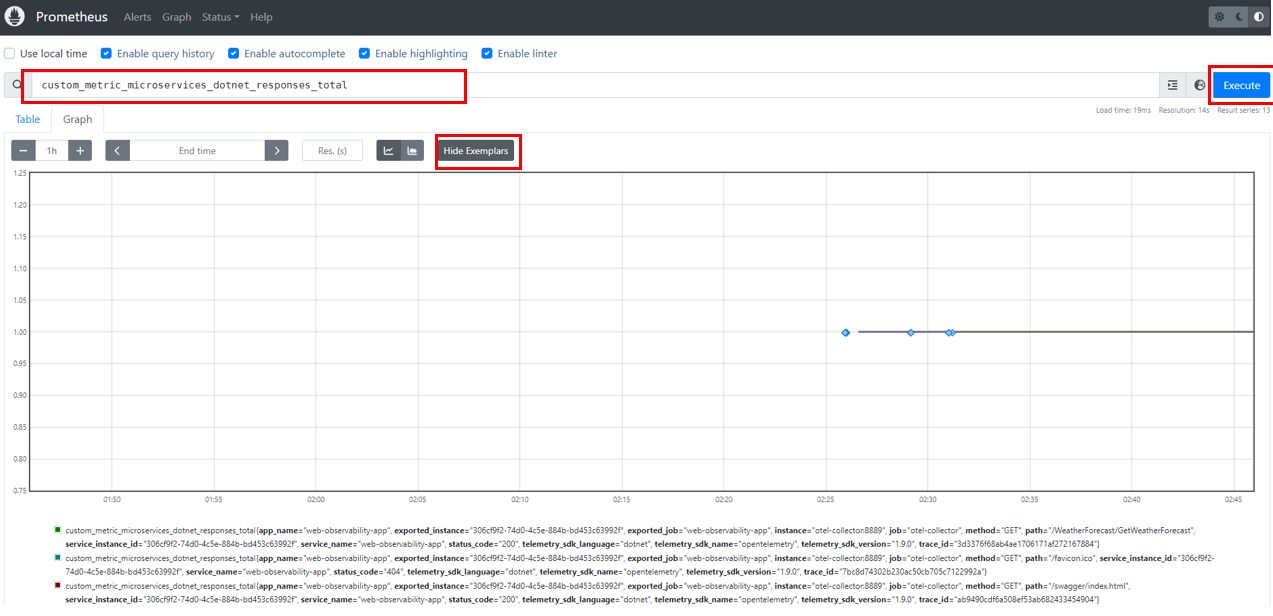 Prometheus Alerts Graph Status Help
Use local time Enable query history Enable autocomplete Enable highlighting Enable linter
custom_metric_microservices_dotnet_responses_total Execute
Load time: 19ms Resolution: 14s Result series: 13
Table Graph
− 1h + < End time > Res. (s) Hide Exemplars
1.25
1.20
1.15
1.10
1.05
1.00
0.95
0.90
0.85
0.80
0.75
01:50 01:55 02:00 02:05 02:10 02:15 02:20 02:25 02:30 02:35 02:40 02:45
custom_metric_microservices_dotnet_responses_total{app_name="web-observability-app", exported_instance="306cf9f2-74d0-4c5e-884b-bd453c63992f", exported_job="web-observability-app", instance="otel-collector:8889", job="otel-collector", method="GET", path="/WeatherForecast/GetWeatherForecast",
service_instance_id="306cf9f2-74d0-4c5e-884b-bd453c63992f", service_name="web-observability-app", status_code="200", telemetry_sdk_language="dotnet", telemetry_sdk_name="opentelemetry", telemetry_sdk_version="1.9.0", trace_id="3d3376f68ab4ae1706171af272167884"}
custom_metric_microservices_dotnet_responses_total{app_name="web-observability-app", exported_instance="306cf9f2-74d0-4c5e-884b-bd453c63992f", exported_job="web-observability-app", instance="otel-collector:8889", job="otel-collector", method="GET", path="/favicon.ico", service_instance_id="306cf9f2-
74d0-4c5e-884b-bd453c63992f", service_name="web-observability-app", status_code="404", telemetry_sdk_language="dotnet", telemetry_sdk_name="opentelemetry", telemetry_sdk_version="1.9.0", trace_id="7bc8d74302b230ac50cb705c7122992a"}
custom_metric_microservices_dotnet_responses_total{app_name="web-observability-app", exported_instance="306cf9f2-74d0-4c5e-884b-bd453c63992f", exported_job="web-observability-app", instance="otel-collector:8889", job="otel-collector", method="GET", path="/swagger/index.html",
service_instance_id="306cf9f2-74d0-4c5e-884b-bd453c63992f", service_name="web-observability-app", status_code="200", telemetry_sdk_language="dotnet", telemetry_sdk_name="opentelemetry", telemetry_sdk_version="1.9.0", trace_id="ab9490cdf6a508ef53ab682433454904"}